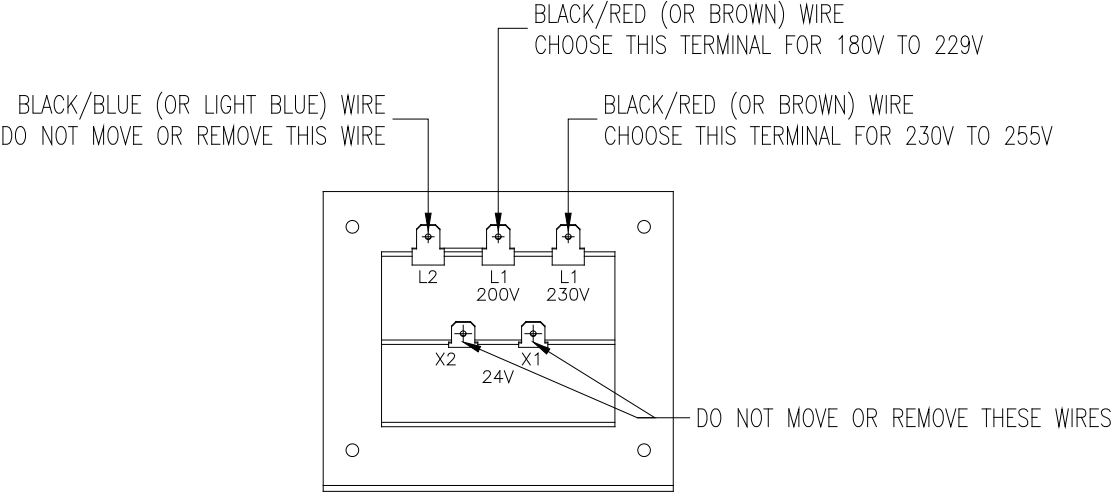 BLACK/RED (OR BROWN) WIRE
CHOOSE THIS TERMINAL FOR 180V TO 229V
BLACK/BLUE (OR LIGHT BLUE) WIRE
DO NOT MOVE OR REMOVE THIS WIRE
BLACK/RED (OR BROWN) WIRE
CHOOSE THIS TERMINAL FOR 230V TO 255V
L2
L1
200V
L1
230V
X2
X1
24V
DO NOT MOVE OR REMOVE THESE WIRES